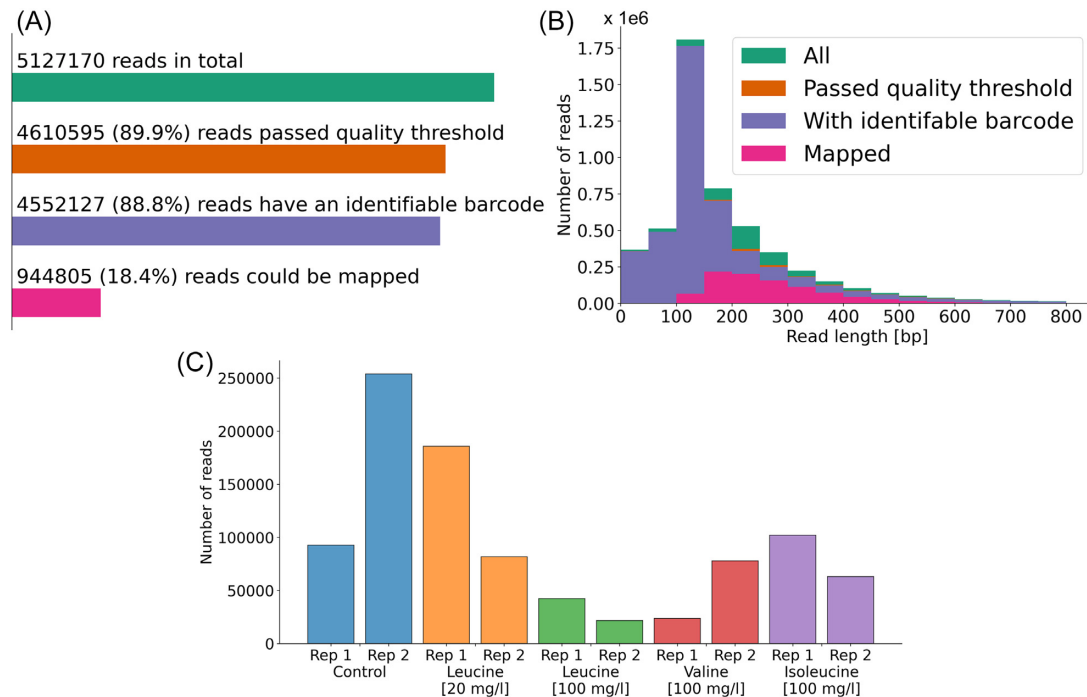 (A)
5127170 reads in total
4610595 (89.9%) reads passed quality threshold
4552127 (88.8%) reads have an identifiable barcode
944805 (18.4%) reads could be mapped
(B)
x 1e6
1.75
1.50
1.25
1.00
0.75
0.50
0.25
0.00
Number of reads
All
Passed quality threshold
With identifable barcode
Mapped
0 100 200 300 400 500 600 700 800
Read length [bp]
(C)
250000
200000
150000
100000
50000
0
Number of reads
Rep 1 Rep 2 Rep 1 Rep 2 Rep 1 Rep 2 Rep 1 Rep 2 Rep 1 Rep 2
Control Leucine Leucine Valine Isoleucine
[20 mg/l] [100 mg/l] [100 mg/l] [100 mg/l]